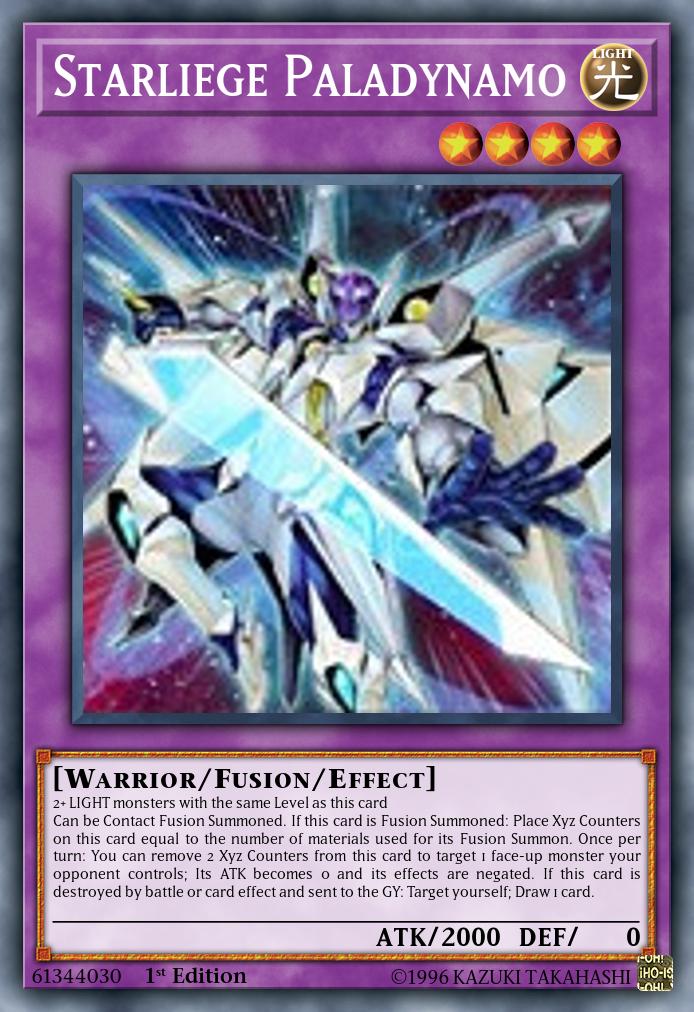 STARLIEGE PALADYNAMO
LIGHT
光
[WARRIOR/FUSION/EFFECT]
2+ LIGHT monsters with the same Level as this card
Can be Contact Fusion Summoned. If this card is Fusion Summoned: Place Xyz Counters
on this card equal to the number of materials used for its Fusion Summon. Once per
turn: You can remove 2 Xyz Counters from this card to target 1 face-up monster your
opponent controls; Its ATK becomes 0 and its effects are negated. If this card is
destroyed by battle or card effect and sent to the GY: Target yourself; Draw 1 card.
ATK/2000 DEF/ 0
61344030 1st Edition ©1996 KAZUKI TAKAHASHI